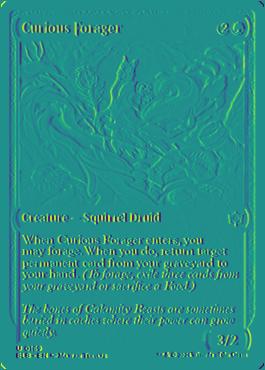 Curious Forager 2
Creature - Squirrel Druid
When Curious Forager enters, you
may forage. When you do, return target
permanent card from your graveyard to
your hand. (To forage, exile three cards from
your graveyard or sacrifice a Food.)
The bones of Calamity Beasts are sometimes
buried in caches where their power can grow
quietly.
3/2